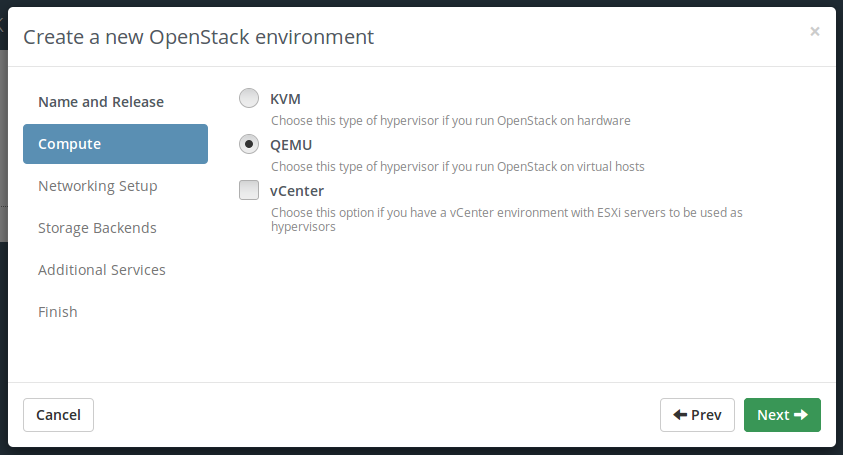 Create a new OpenStack environment
×
Name and Release
Compute
Networking Setup
Storage Backends
Additional Services
Finish
KVM
Choose this type of hypervisor if you run OpenStack on hardware
QEMU
Choose this type of hypervisor if you run OpenStack on virtual hosts
vCenter
Choose this option if you have a vCenter environment with ESXi servers to be used as
hypervisors
Cancel
Prev
Next